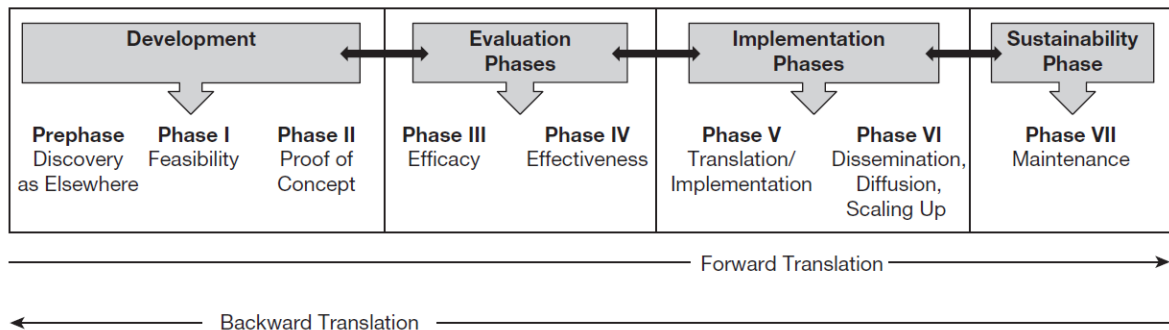 Development
Prephase
Discovery
as Elsewhere
Phase I
Feasibility
Phase II
Proof of
Concept
Evaluation
Phases
Phase III
Efficacy
Phase IV
Effectiveness
Implementation
Phases
Phase V
Translation/
Implementation
Phase VI
Dissemination,
Diffusion,
Scaling Up
Sustainability
Phase
Phase VII
Maintenance
Forward Translation
Backward Translation